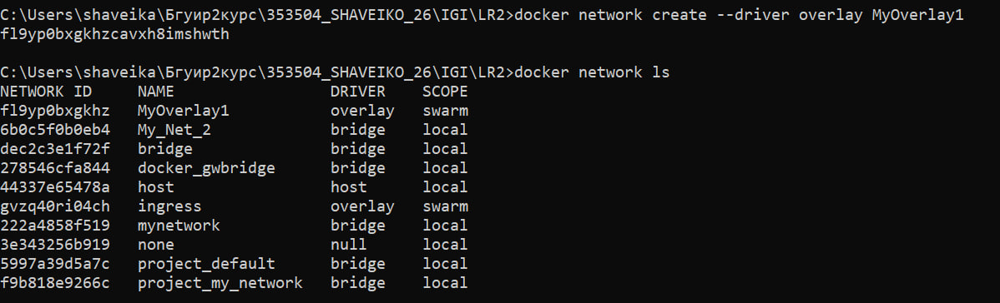 C:\Users\shaveika\Бгуир2курс\353504_SHAVEIKO_26\IGI\LR2>docker network create --driver overlay MyOverlay1
fl9yp0bxgkhzcavxh8imshwth
C:\Users\shaveika\Бгуир2курс\353504_SHAVEIKO_26\IGI\LR2>docker network ls
NETWORK ID     NAME                 DRIVER    SCOPE
fl9yp0bxgkhz   MyOverlay1           overlay   swarm
6b0c5f0b0eb4   My_Net_2             bridge    local
dec2c3e1f72f   bridge               bridge    local
278546cfa844   docker_gwbridge      bridge    local
44337e65478a   host                 host      local
gvzq40ri04ch   ingress              overlay   swarm
222a4858f519   mynetwork            bridge    local
3e343256b919   none                 null      local
5997a39d5a7c   project_default      bridge    local
f9b818e9266c   project_my_network   bridge    local